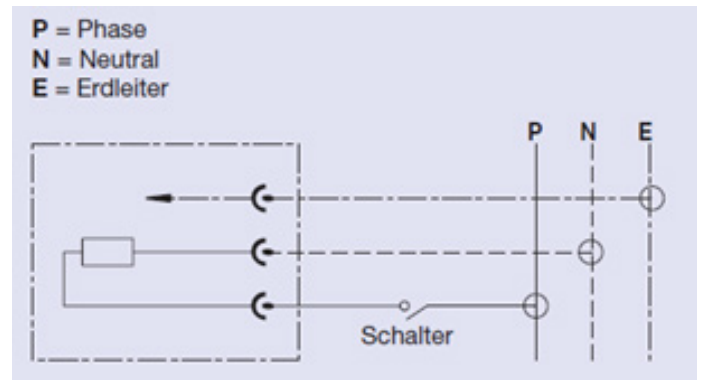 P = Phase
N = Neutral
E = Erdleiter
P N E
Schalter